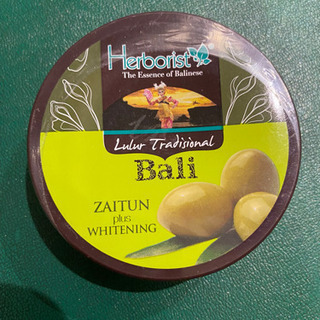 Herborist
The Essence of Balinese
Lulur Tradisional
Bali
ZAITUN
plus
WHITENING